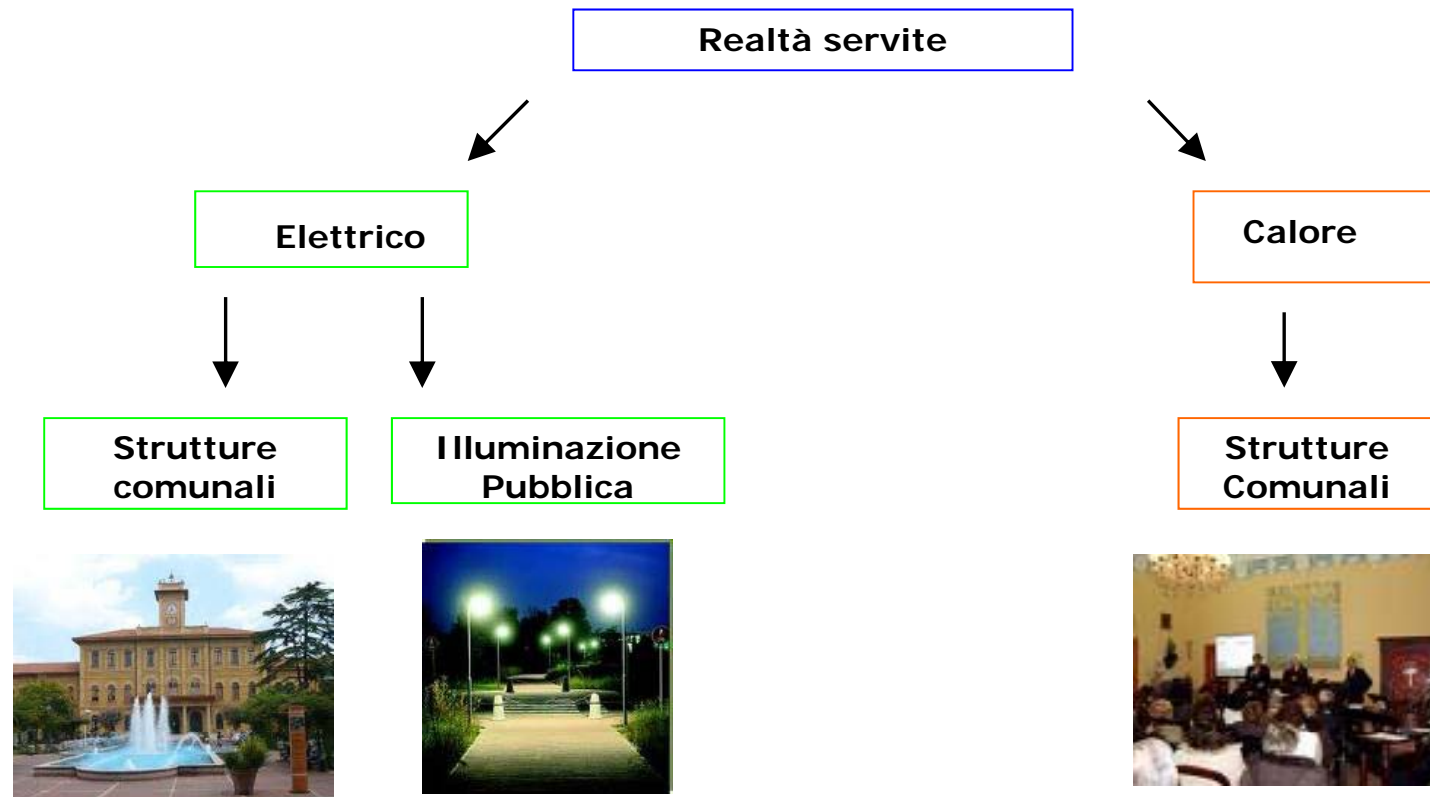 Realtà servite
Elettrico
Calore
Strutture
comunali
Illuminazione
Pubblica
Strutture
Comunali